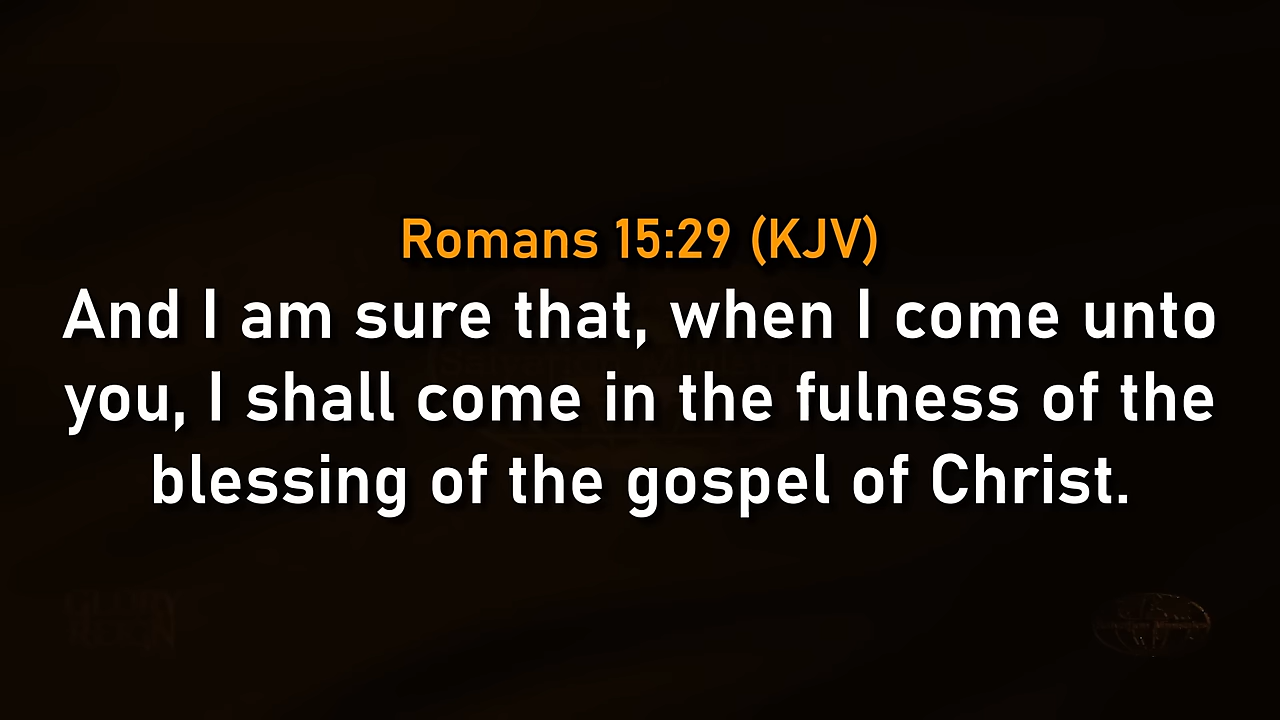 Romans 15:29 (KJV)
And I am sure that, when I come unto
you, I shall come in the fulness of the
blessing of the gospel of Christ.